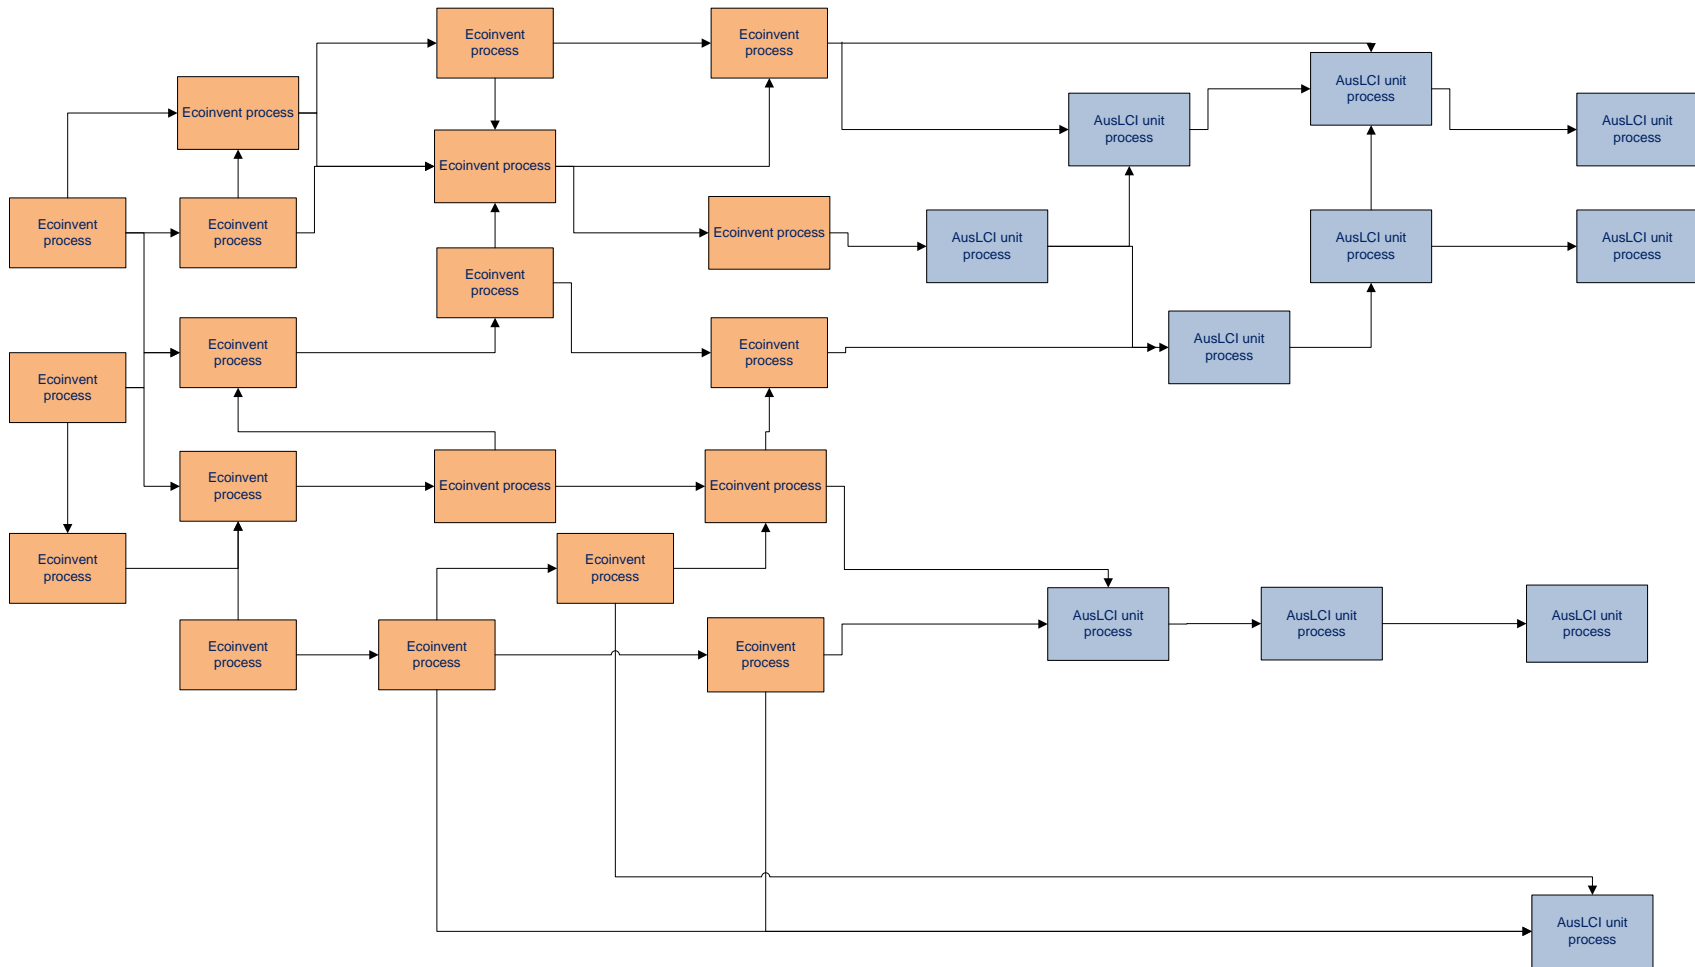 Ecoinvent
process
Ecoinvent
process
AusLCI unit
process
Ecoinvent process
AusLCI unit
process
AusLCI unit
process
Ecoinvent process
Ecoinvent
process
Ecoinvent
process
Ecoinvent process
AusLCI unit
process
AusLCI unit
process
AusLCI unit
process
Ecoinvent
process
Ecoinvent
process
Ecoinvent
process
AusLCI unit
process
Ecoinvent
process
Ecoinvent
process
Ecoinvent process
Ecoinvent process
Ecoinvent
process
Ecoinvent
process
AusLCI unit
process
AusLCI unit
process
AusLCI unit
process
Ecoinvent
process
Ecoinvent
process
Ecoinvent
process
AusLCI unit
process